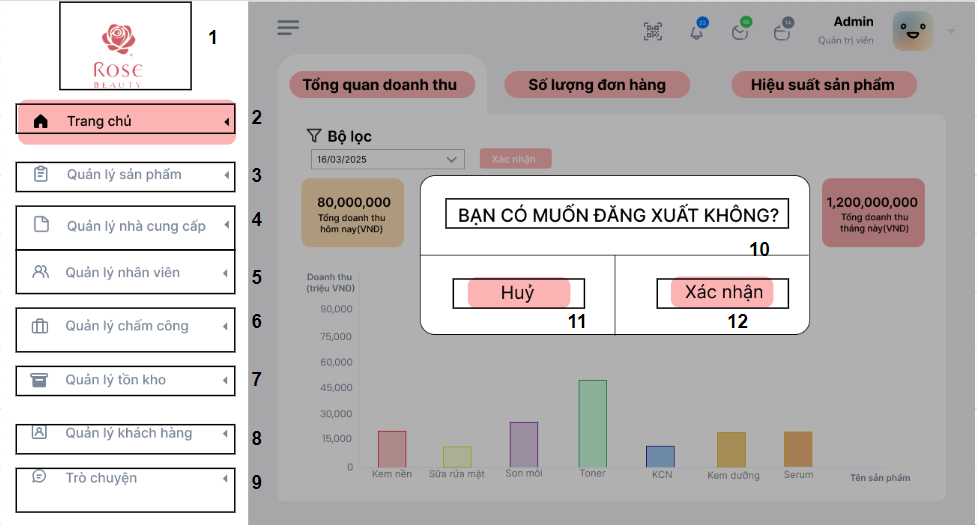 ROSE
BEAUTY
1
Trang chủ
2
Quản lý sản phẩm
3
Quản lý nhà cung cấp
4
Quản lý nhân viên
5
Quản lý chấm công
6
Quản lý tồn kho
7
Quản lý khách hàng
8
Trò chuyện
9
23
68
14
Admin
Quản trị viên
Tổng quan doanh thu
Số lượng đơn hàng
Hiệu suất sản phẩm
Bộ lọc
16/03/2025
Xác nhận
80,000,000
Tổng doanh thu
hôm nay(VNĐ)
1,200,000,000
Tổng doanh thu
tháng này(VNĐ)
BẠN CÓ MUỐN ĐĂNG XUẤT KHÔNG?
10
Huỷ
11
Xác nhận
12
Doanh thu
(triệu VNĐ)
90,000
75,000
60,000
45,000
30,000
15,000
0
Kem nền
Sữa rửa mặt
Son môi
Toner
KCN
Kem dưỡng
Serum
Tên sản phẩm